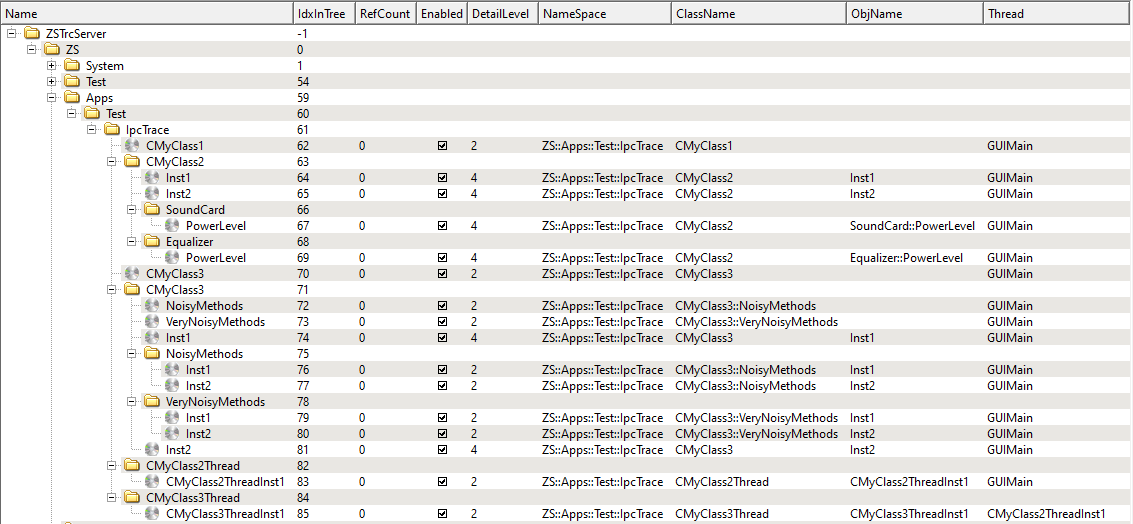 Name IdxInTree RefCount Enabled DetailLevel NameSpace ClassName ObjName Thread
ZSTrcServer -1
ZS 0
System 1
Test 54
Apps 59
Test 60
IpcTrace 61
CMyClass1 62 0 2 ZS::Apps::Test::IpcTrace CMyClass1 GUIMain
CMyClass2 63
Inst1 64 0 4 ZS::Apps::Test::IpcTrace CMyClass2 Inst1 GUIMain
Inst2 65 0 4 ZS::Apps::Test::IpcTrace CMyClass2 Inst2 GUIMain
SoundCard 66
PowerLevel 67 0 4 ZS::Apps::Test::IpcTrace CMyClass2 SoundCard::PowerLevel GUIMain
Equalizer 68
PowerLevel 69 0 4 ZS::Apps::Test::IpcTrace CMyClass2 Equalizer::PowerLevel GUIMain
CMyClass3 70 0 2 ZS::Apps::Test::IpcTrace CMyClass3 GUIMain
CMyClass3 71
NoisyMethods 72 0 2 ZS::Apps::Test::IpcTrace CMyClass3::NoisyMethods GUIMain
VeryNoisyMethods 73 0 2 ZS::Apps::Test::IpcTrace CMyClass3::VeryNoisyMethods GUIMain
Inst1 74 0 4 ZS::Apps::Test::IpcTrace CMyClass3 Inst1 GUIMain
NoisyMethods 75
Inst1 76 0 2 ZS::Apps::Test::IpcTrace CMyClass3::NoisyMethods Inst1 GUIMain
Inst2 77 0 2 ZS::Apps::Test::IpcTrace CMyClass3::NoisyMethods Inst2 GUIMain
VeryNoisyMethods 78
Inst1 79 0 2 ZS::Apps::Test::IpcTrace CMyClass3::VeryNoisyMethods Inst1 GUIMain
Inst2 80 0 2 ZS::Apps::Test::IpcTrace CMyClass3::VeryNoisyMethods Inst2 GUIMain
Inst2 81 0 4 ZS::Apps::Test::IpcTrace CMyClass3 Inst2 GUIMain
CMyClass2Thread 82
CMyClass2ThreadInst1 83 0 2 ZS::Apps::Test::IpcTrace CMyClass2Thread CMyClass2ThreadInst1 GUIMain
CMyClass3Thread 84
CMyClass3ThreadInst1 85 0 2 ZS::Apps::Test::IpcTrace CMyClass3Thread CMyClass3ThreadInst1 CMyClass2ThreadInst1